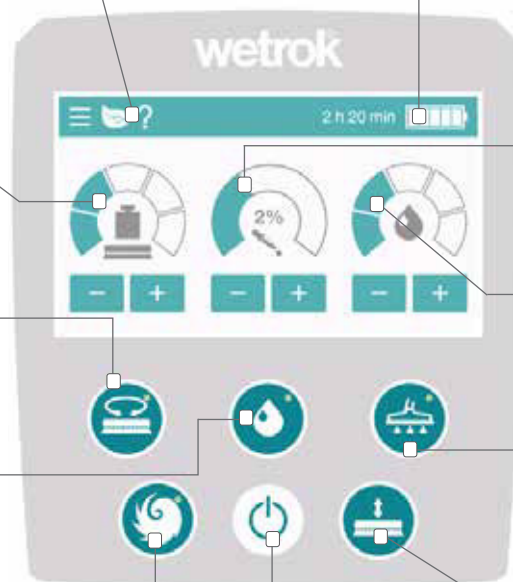 wetrok
?
2 h 20 min
2%
- + - + - +